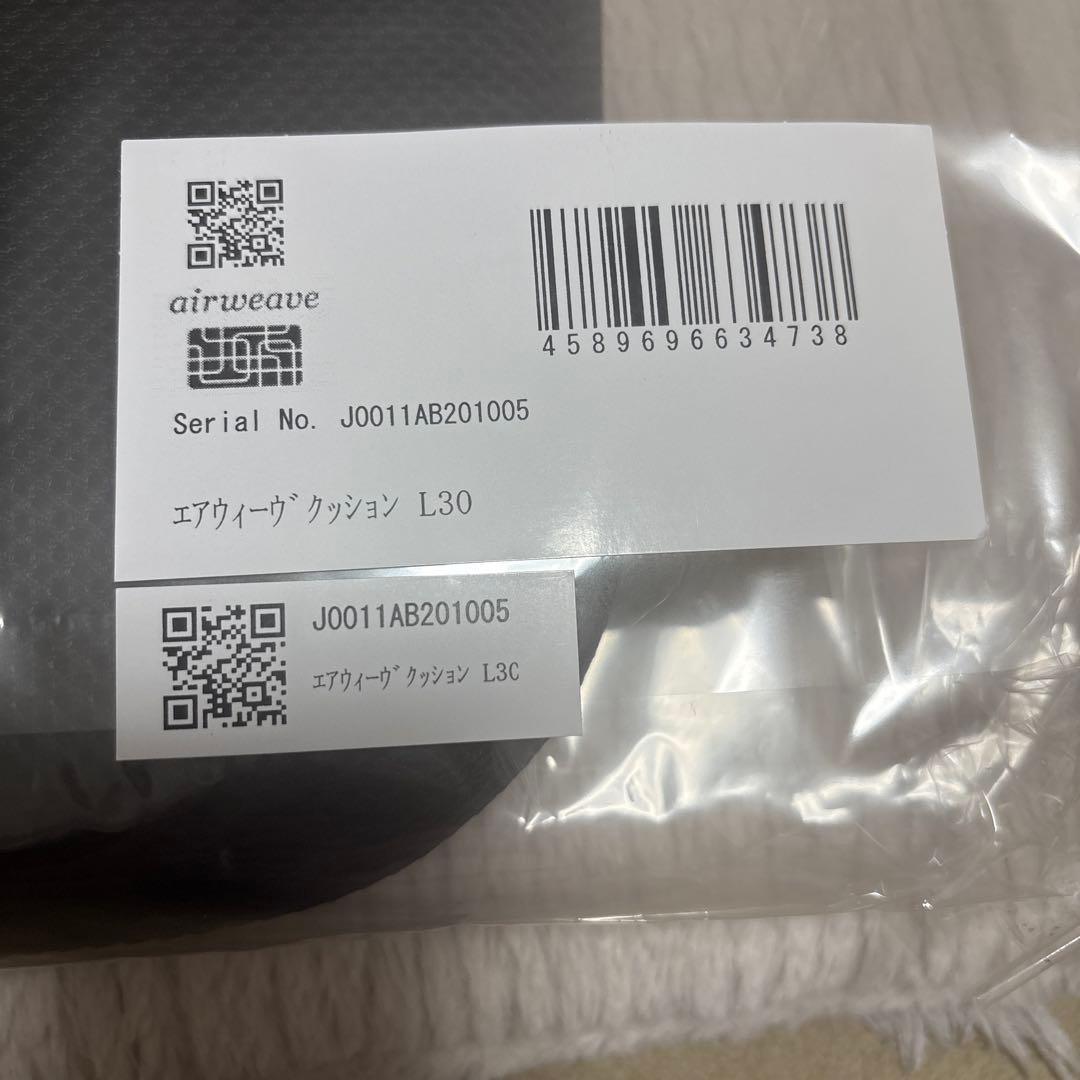 airweave
4589696634738
Serial No. J0011AB201005
ｴｱｳｨｰｳﾞｸｯｼｮﾝ L30
J0011AB201005
ｴｱｳｨｰｳﾞｸｯｼｮﾝ L3C